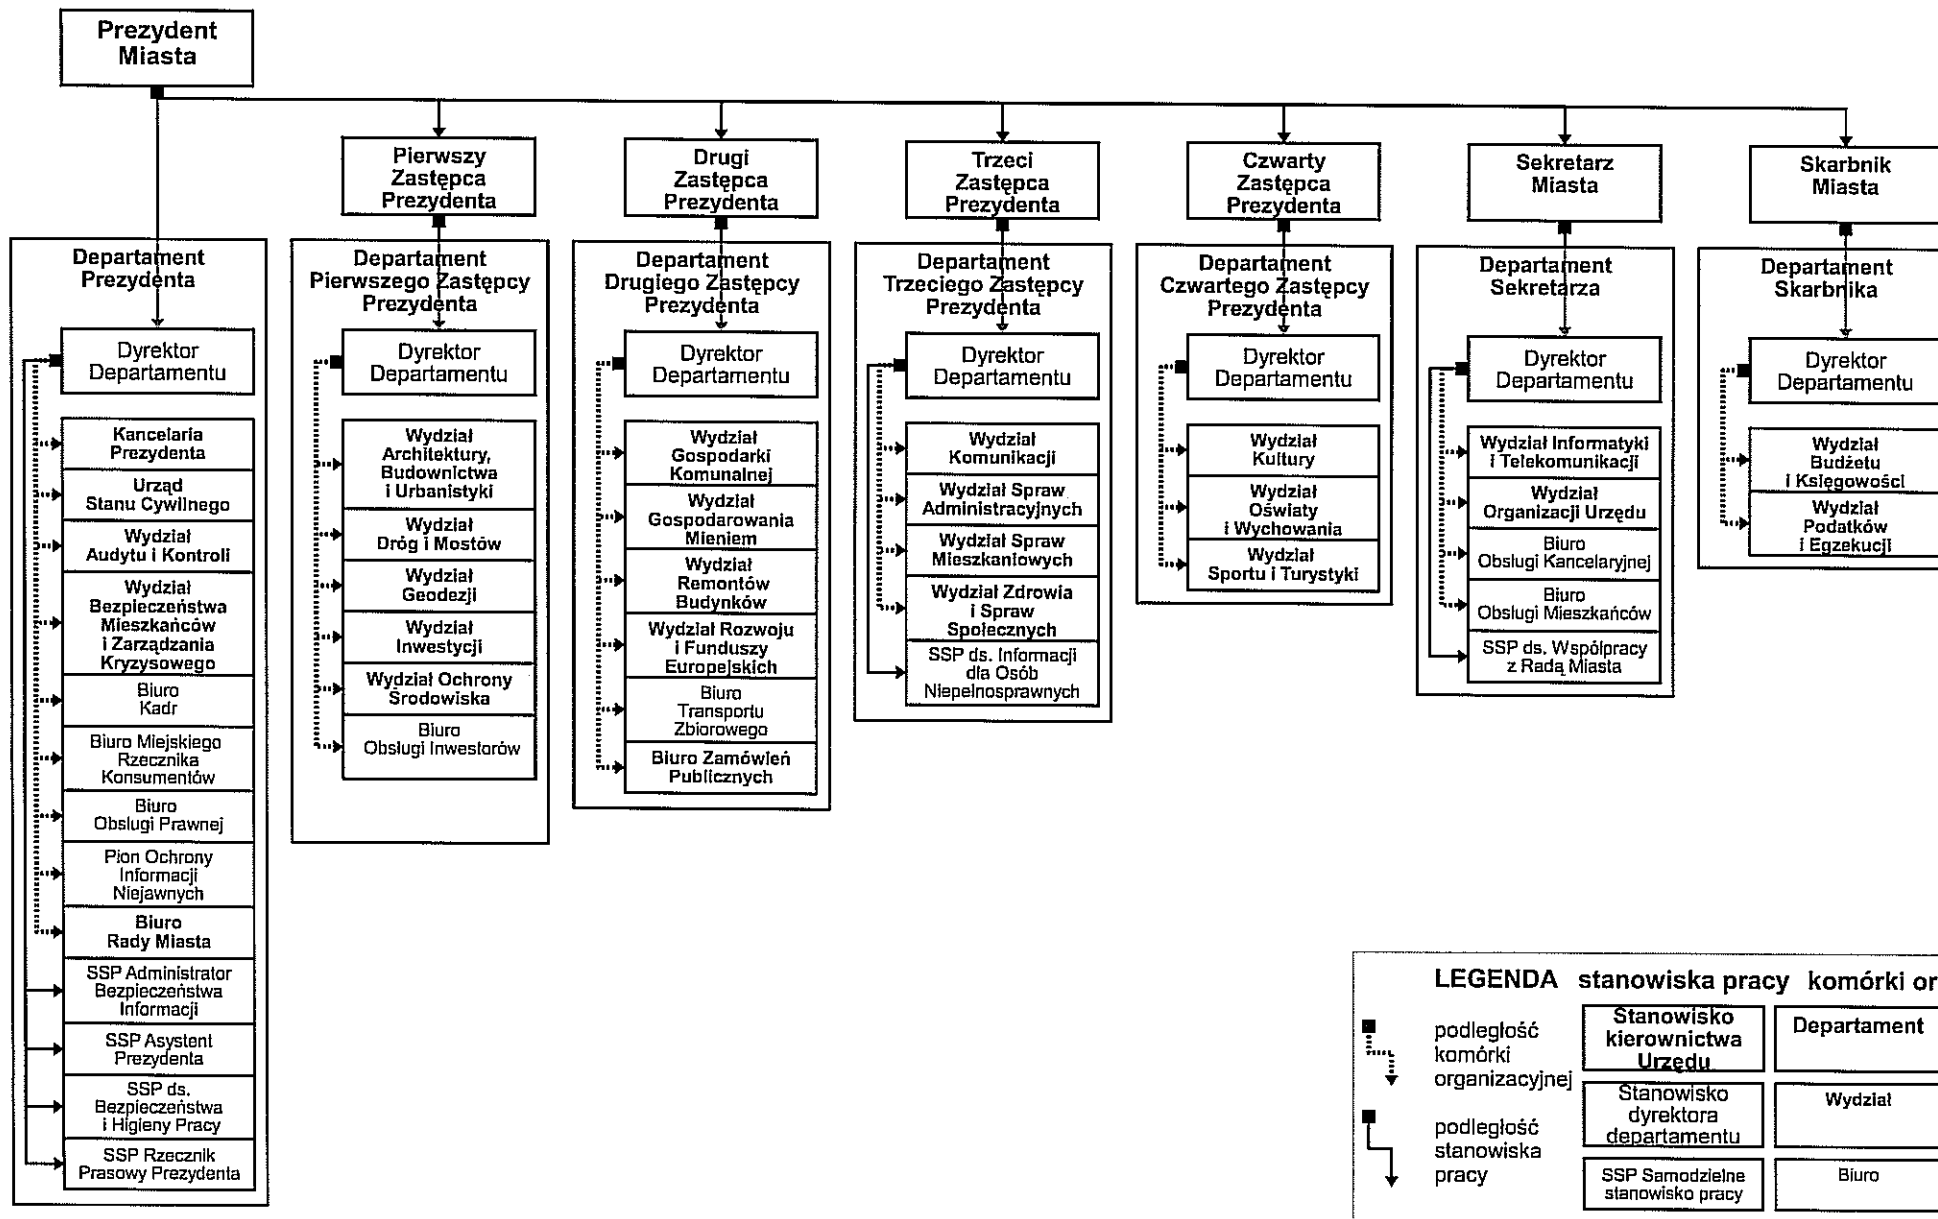 Prezydent
Miasta
Pierwszy
Zastępca
Prezydenta
Drugi
Zastępca
Prezydenta
Trzeci
Zastępca
Prezydenta
Czwarty
Zastępca
Prezydenta
Sekretarz
Miasta
Skarbnik
Miasta
Departament
Prezydenta
Dyrektor
Departamentu
Kancelaria
Prezydenta
Urząd
Stanu Cywilnego
Wydział
Audytu i Kontroli
Wydział
Bezpieczeństwa
Mieszkańców
i Zarządzania
Kryzysowego
Biuro
Kadr
Biuro Miejskiego
Rzecznika
Konsumentów
Biuro
Obsługi Prawnej
Pion Ochrony
Informacji
Niejawnych
Biuro
Rady Miasta
SSP Administrator
Bezpieczeństwa
Informacji
SSP Asystent
Prezydenta
SSP ds.
Bezpieczeństwa
i Higieny Pracy
SSP Rzecznik
Prasowy Prezydenta
Departament
Pierwszego Zastępcy
Prezydenta
Dyrektor
Departamentu
Wydział
Architektury,
Budownictwa
i Urbanistyki
Wydział
Dróg i Mostów
Wydział
Geodezji
Wydział
Inwestycji
Wydział Ochrony
Środowiska
Biuro
Obsługi Inwestorów
Departament
Drugiego Zastępcy
Prezydenta
Dyrektor
Departamentu
Wydział
Gospodarki
Komunalnej
Wydział
Gospodarowania
Mieniem
Wydział
Remontów
Budynków
Wydział Rozwoju
i Funduszy
Europejskich
Biuro
Transportu
Zbiorowego
Biuro Zamówień
Publicznych
Departament
Trzeciego Zastępcy
Prezydenta
Dyrektor
Departamentu
Wydział
Komunikacji
Wydział Spraw
Administracyjnych
Wydział Spraw
Mieszkaniowych
Wydział Zdrowia
i Spraw
Społecznych
SSP ds. Informacji
dla Osób
Niepełnosprawnych
Departament
Czwartego Zastępcy
Prezydenta
Dyrektor
Departamentu
Wydział
Kultury
Wydział
Oświaty
i Wychowania
Wydział
Sportu i Turystyki
Departament
Sekretarza
Dyrektor
Departamentu
Wydział Informatyki
i Telekomunikacji
Wydział
Organizacji Urzędu
Biuro
Obsługi Kancelaryjnej
Biuro
Obsługi Mieszkańców
SSP ds. Współpracy
z Radą Miasta
Departament
Skarbnika
Dyrektor
Departamentu
Wydział
Budżetu
i Księgowości
Wydział
Podatków
i Egzekucji
LEGENDA stanowiska pracy komórki or
podległość
komórki
organizacyjnej
podległość
stanowiska
pracy
Stanowisko
kierownictwa
Urzędu
Departament
Stanowisko
dyrektora
departamentu
Wydział
SSP Samodzielne
stanowisko pracy
Biuro